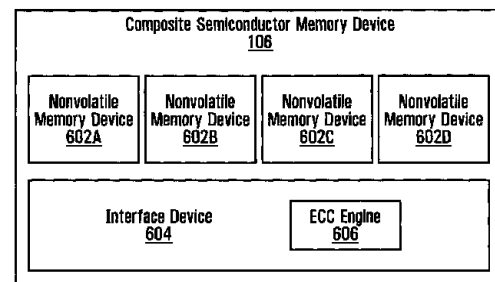 Composite Semiconductor Memory Device
106
Nonvolatile Nonvolatile Nonvolatile Nonvolatile
Memory Device Memory Device Memory Device Memory Device
602A 602B 602C 602D
Interface Device ECC Engine
604 606